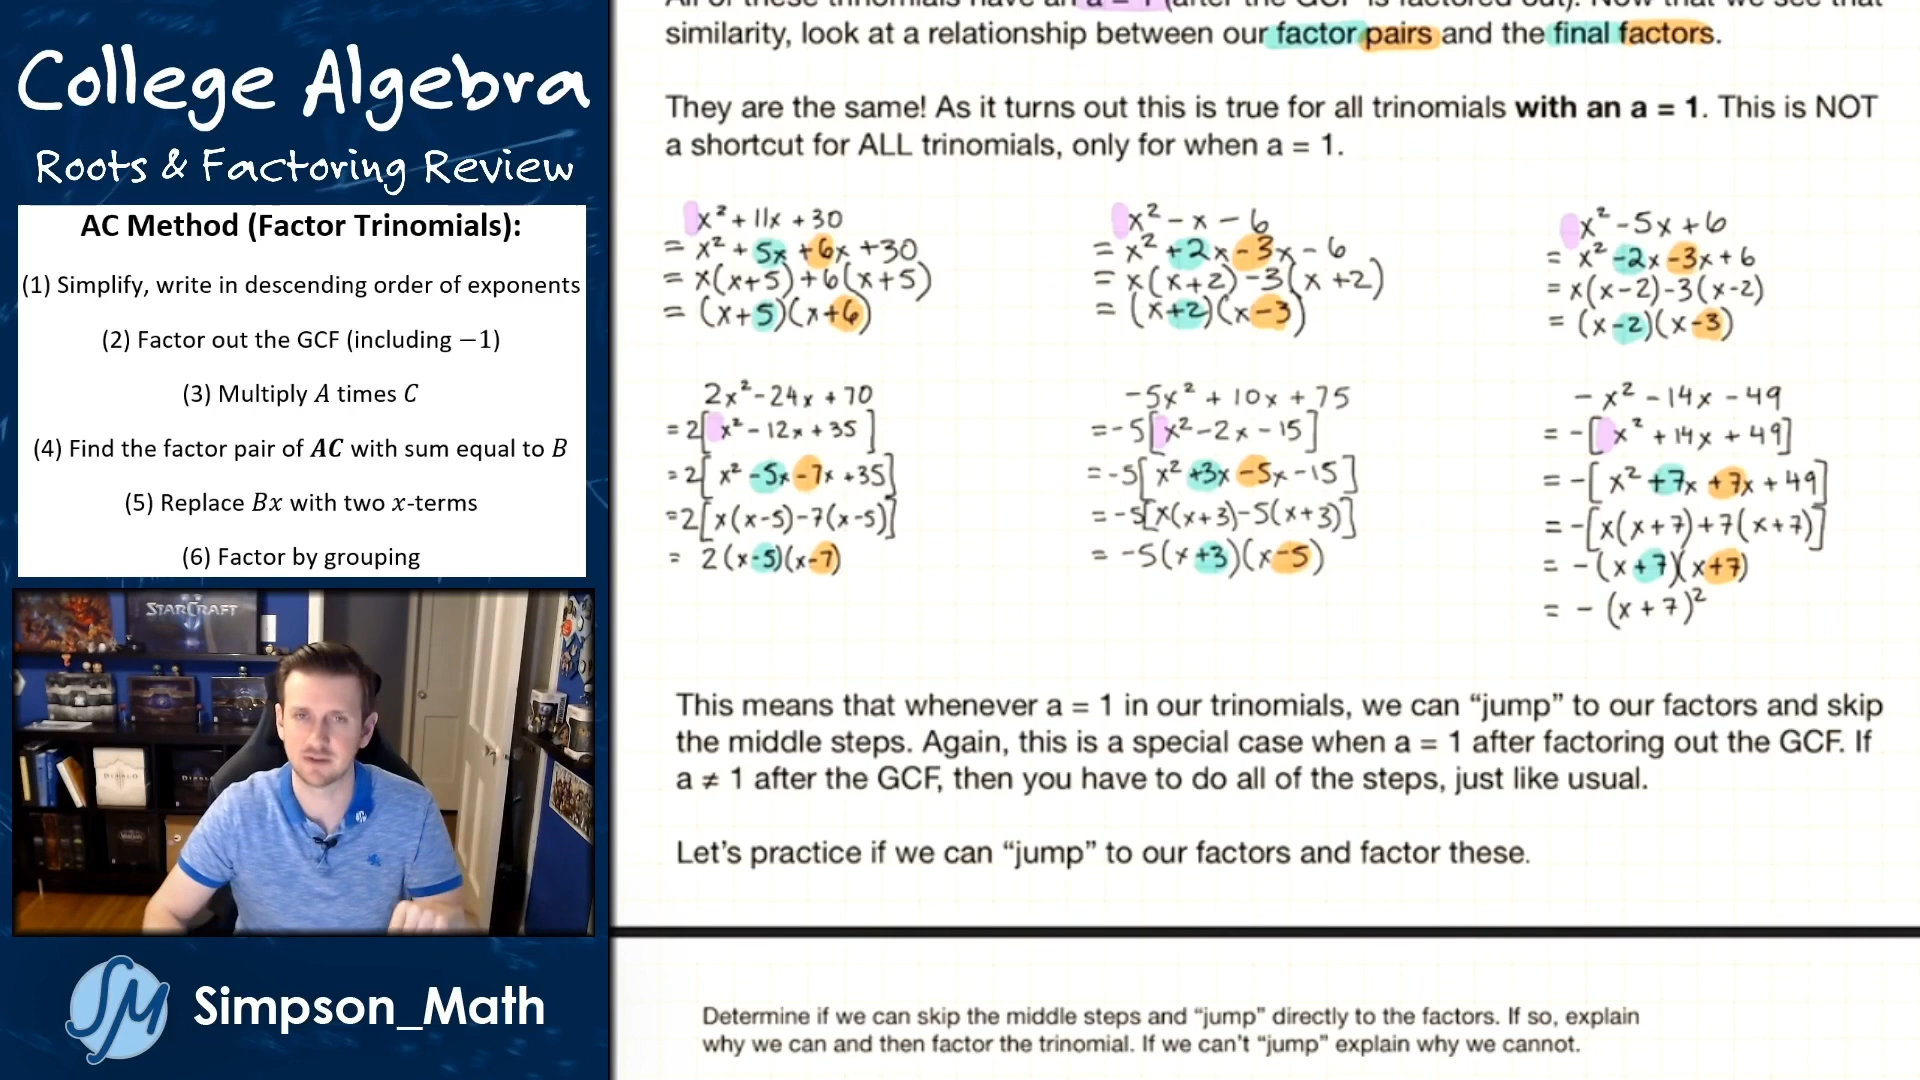 College Algebra
Roots & Factoring Review
AC Method (Factor Trinomials):
(1) Simplify, write in descending order of exponents
(2) Factor out the GCF (including −1)
(3) Multiply A times C
(4) Find the factor pair of AC with sum equal to B
(5) Replace Bx with two x-terms
(6) Factor by grouping
STARCRAFT
DIABLO
SM
Simpson_Math
similarity, look at a relationship between our factor pairs and the final factors.
They are the same! As it turns out this is true for all trinomials with an a = 1. This is NOT
a shortcut for ALL trinomials, only for when a = 1.
x² + 11x + 30
= x² + 5x + 6x + 30
= x(x+5) + 6(x+5)
= (x+5)(x+6)
x² - x - 6
= x² + 2x - 3x - 6
= x(x+2) - 3(x+2)
= (x+2)(x-3)
x² - 5x + 6
= x² - 2x - 3x + 6
= x(x-2) - 3(x-2)
= (x-2)(x-3)
2x² - 24x + 70
= 2[x² - 12x + 35]
= 2[x² - 5x - 7x + 35]
= 2[x(x-5) - 7(x-5)]
= 2(x-5)(x-7)
-5x² + 10x + 75
= -5[x² - 2x - 15]
= -5[x² + 3x - 5x - 15]
= -5[x(x+3) - 5(x+3)]
= -5(x+3)(x-5)
- x² - 14x - 49
= -[x² + 14x + 49]
= -[x² + 7x + 7x + 49]
= -[x(x+7) + 7(x+7)]
= -(x+7)(x+7)
= -(x+7)²
This means that whenever a = 1 in our trinomials, we can “jump” to our factors and skip
the middle steps. Again, this is a special case when a = 1 after factoring out the GCF. If
a ≠ 1 after the GCF, then you have to do all of the steps, just like usual.
Let’s practice if we can “jump” to our factors and factor these.
Determine if we can skip the middle steps and “jump” directly to the factors. If so, explain
why we can and then factor the trinomial. If we can’t “jump” explain why we cannot.